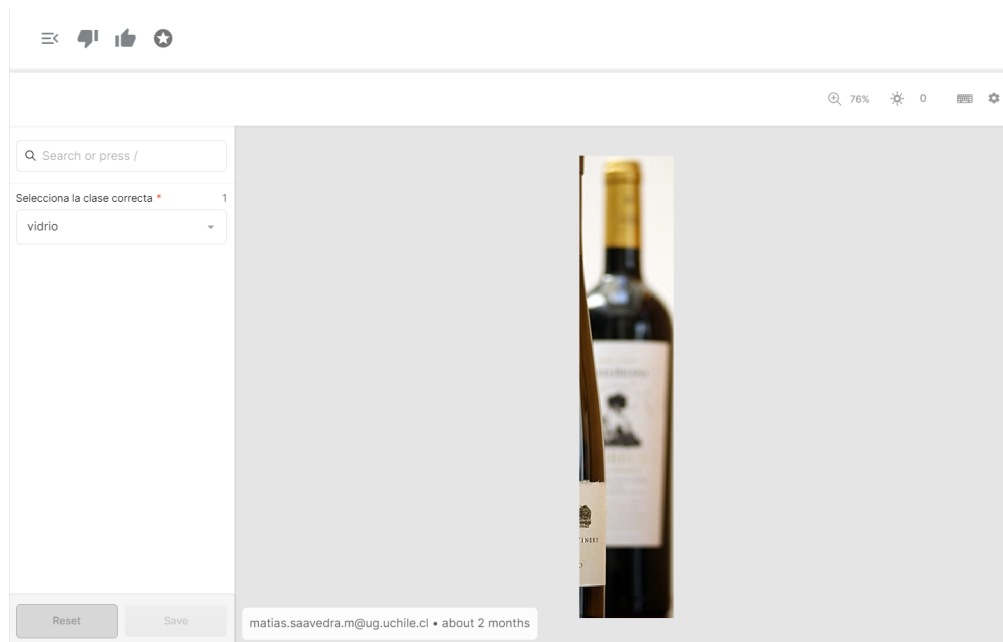 76%
0
Search or press /
Selecciona la clase correcta *
1
vidrio
Reset
Save
matias.saavedra.m@ug.uchile.cl • about 2 months